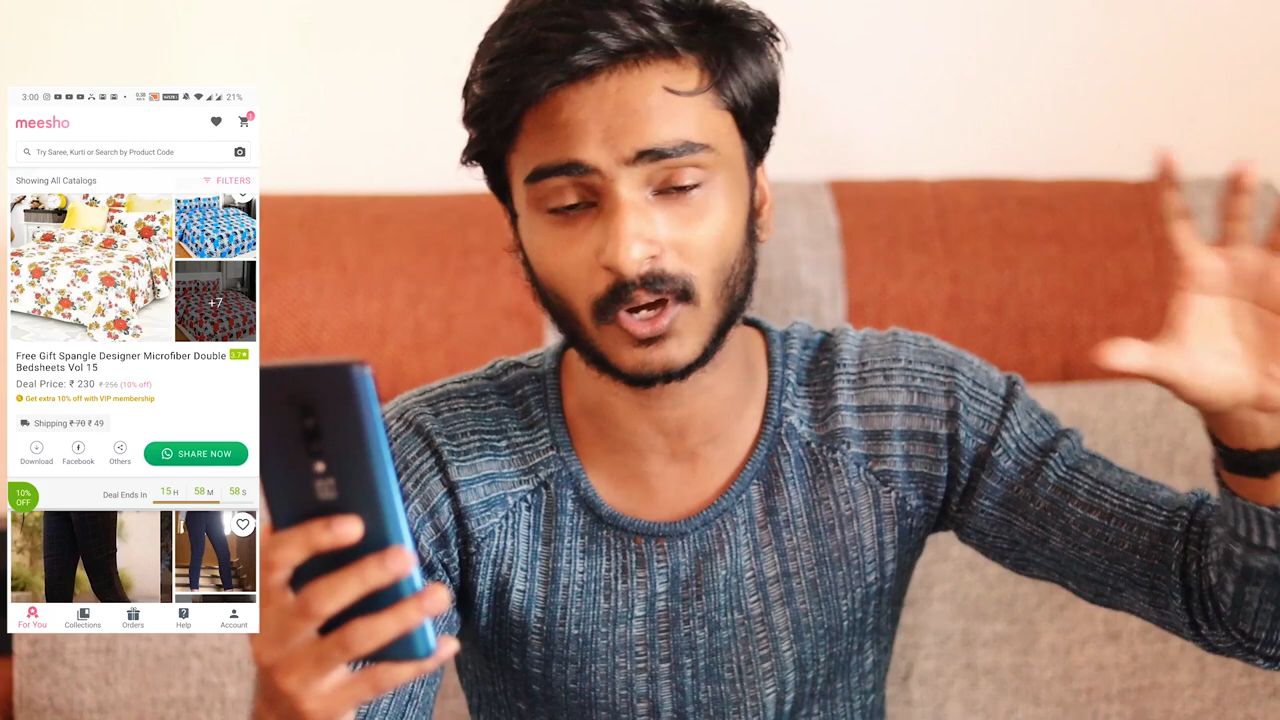 3:00
21%
meesho
1
Try Saree, Kurti or Search by Product Code
Showing All Catalogs
FILTERS
+7
Free Gift Spangle Designer Microfiber Double
Bedsheets Vol 15
3.7★
Deal Price: ₹ 230 ₹ 256 (10% off)
Get extra 10% off with VIP membership
Shipping ₹ 70 ₹ 49
Download
Facebook
Others
SHARE NOW
10%
OFF
Deal Ends In 15 H 58 M 58 S
For You
Collections
Orders
Help
Account